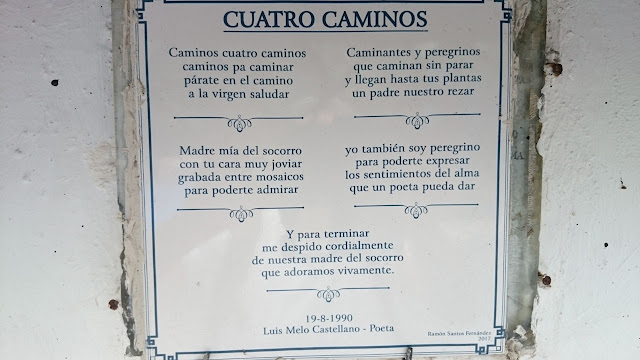 CUATRO CAMINOS
Caminos cuatro caminos
caminos pa caminar
párate en el camino
a la virgen saludar
Caminantes y peregrinos
que caminan sin parar
y llegan hasta tus plantas
un padre nuestro rezar
Madre mía del socorro
con tu cara muy joviar
grabada entre mosaicos
para poderte admirar
yo también soy peregrino
para poderte expresar
los sentimientos del alma
que un poeta pueda dar
Y para terminar
me despido cordialmente
de nuestra madre del socorro
que adoramos vivamente.
19-8-1990
Luis Melo Castellano - Poeta
Ramón Santos Fernández
2012